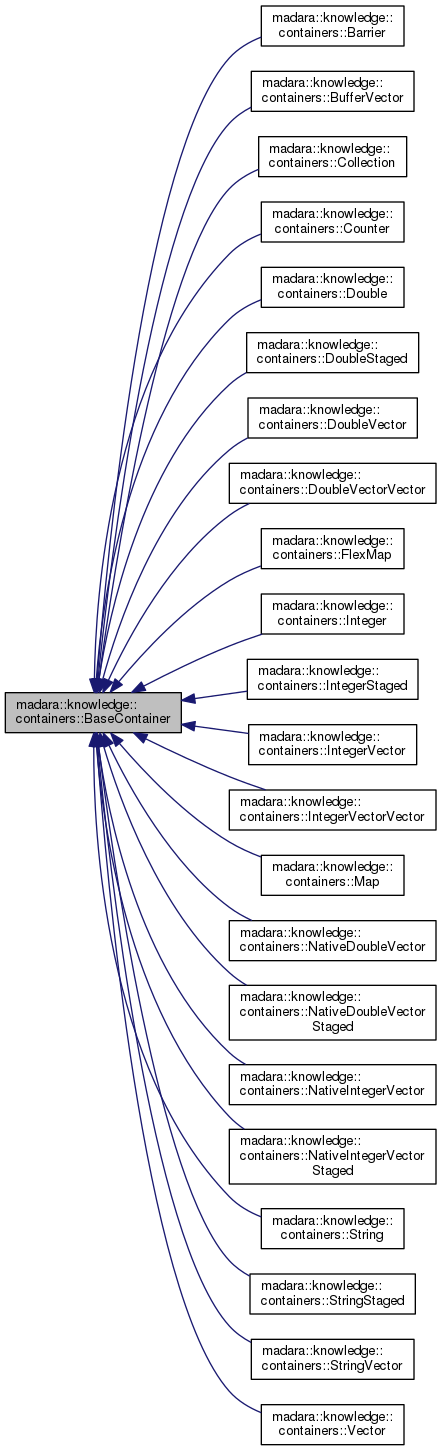 madara::knowledge::
containers::Barrier
madara::knowledge::
containers::BufferVector
madara::knowledge::
containers::Collection
madara::knowledge::
containers::Counter
madara::knowledge::
containers::Double
madara::knowledge::
containers::DoubleStaged
madara::knowledge::
containers::DoubleVector
madara::knowledge::
containers::DoubleVectorVector
madara::knowledge::
containers::FlexMap
madara::knowledge::
containers::Integer
madara::knowledge::
containers::IntegerStaged
madara::knowledge::
containers::BaseContainer
madara::knowledge::
containers::IntegerVector
madara::knowledge::
containers::IntegerVectorVector
madara::knowledge::
containers::Map
madara::knowledge::
containers::NativeDoubleVector
madara::knowledge::
containers::NativeDoubleVector
Staged
madara::knowledge::
containers::NativeIntegerVector
madara::knowledge::
containers::NativeIntegerVector
Staged
madara::knowledge::
containers::String
madara::knowledge::
containers::StringStaged
madara::knowledge::
containers::StringVector
madara::knowledge::
containers::Vector